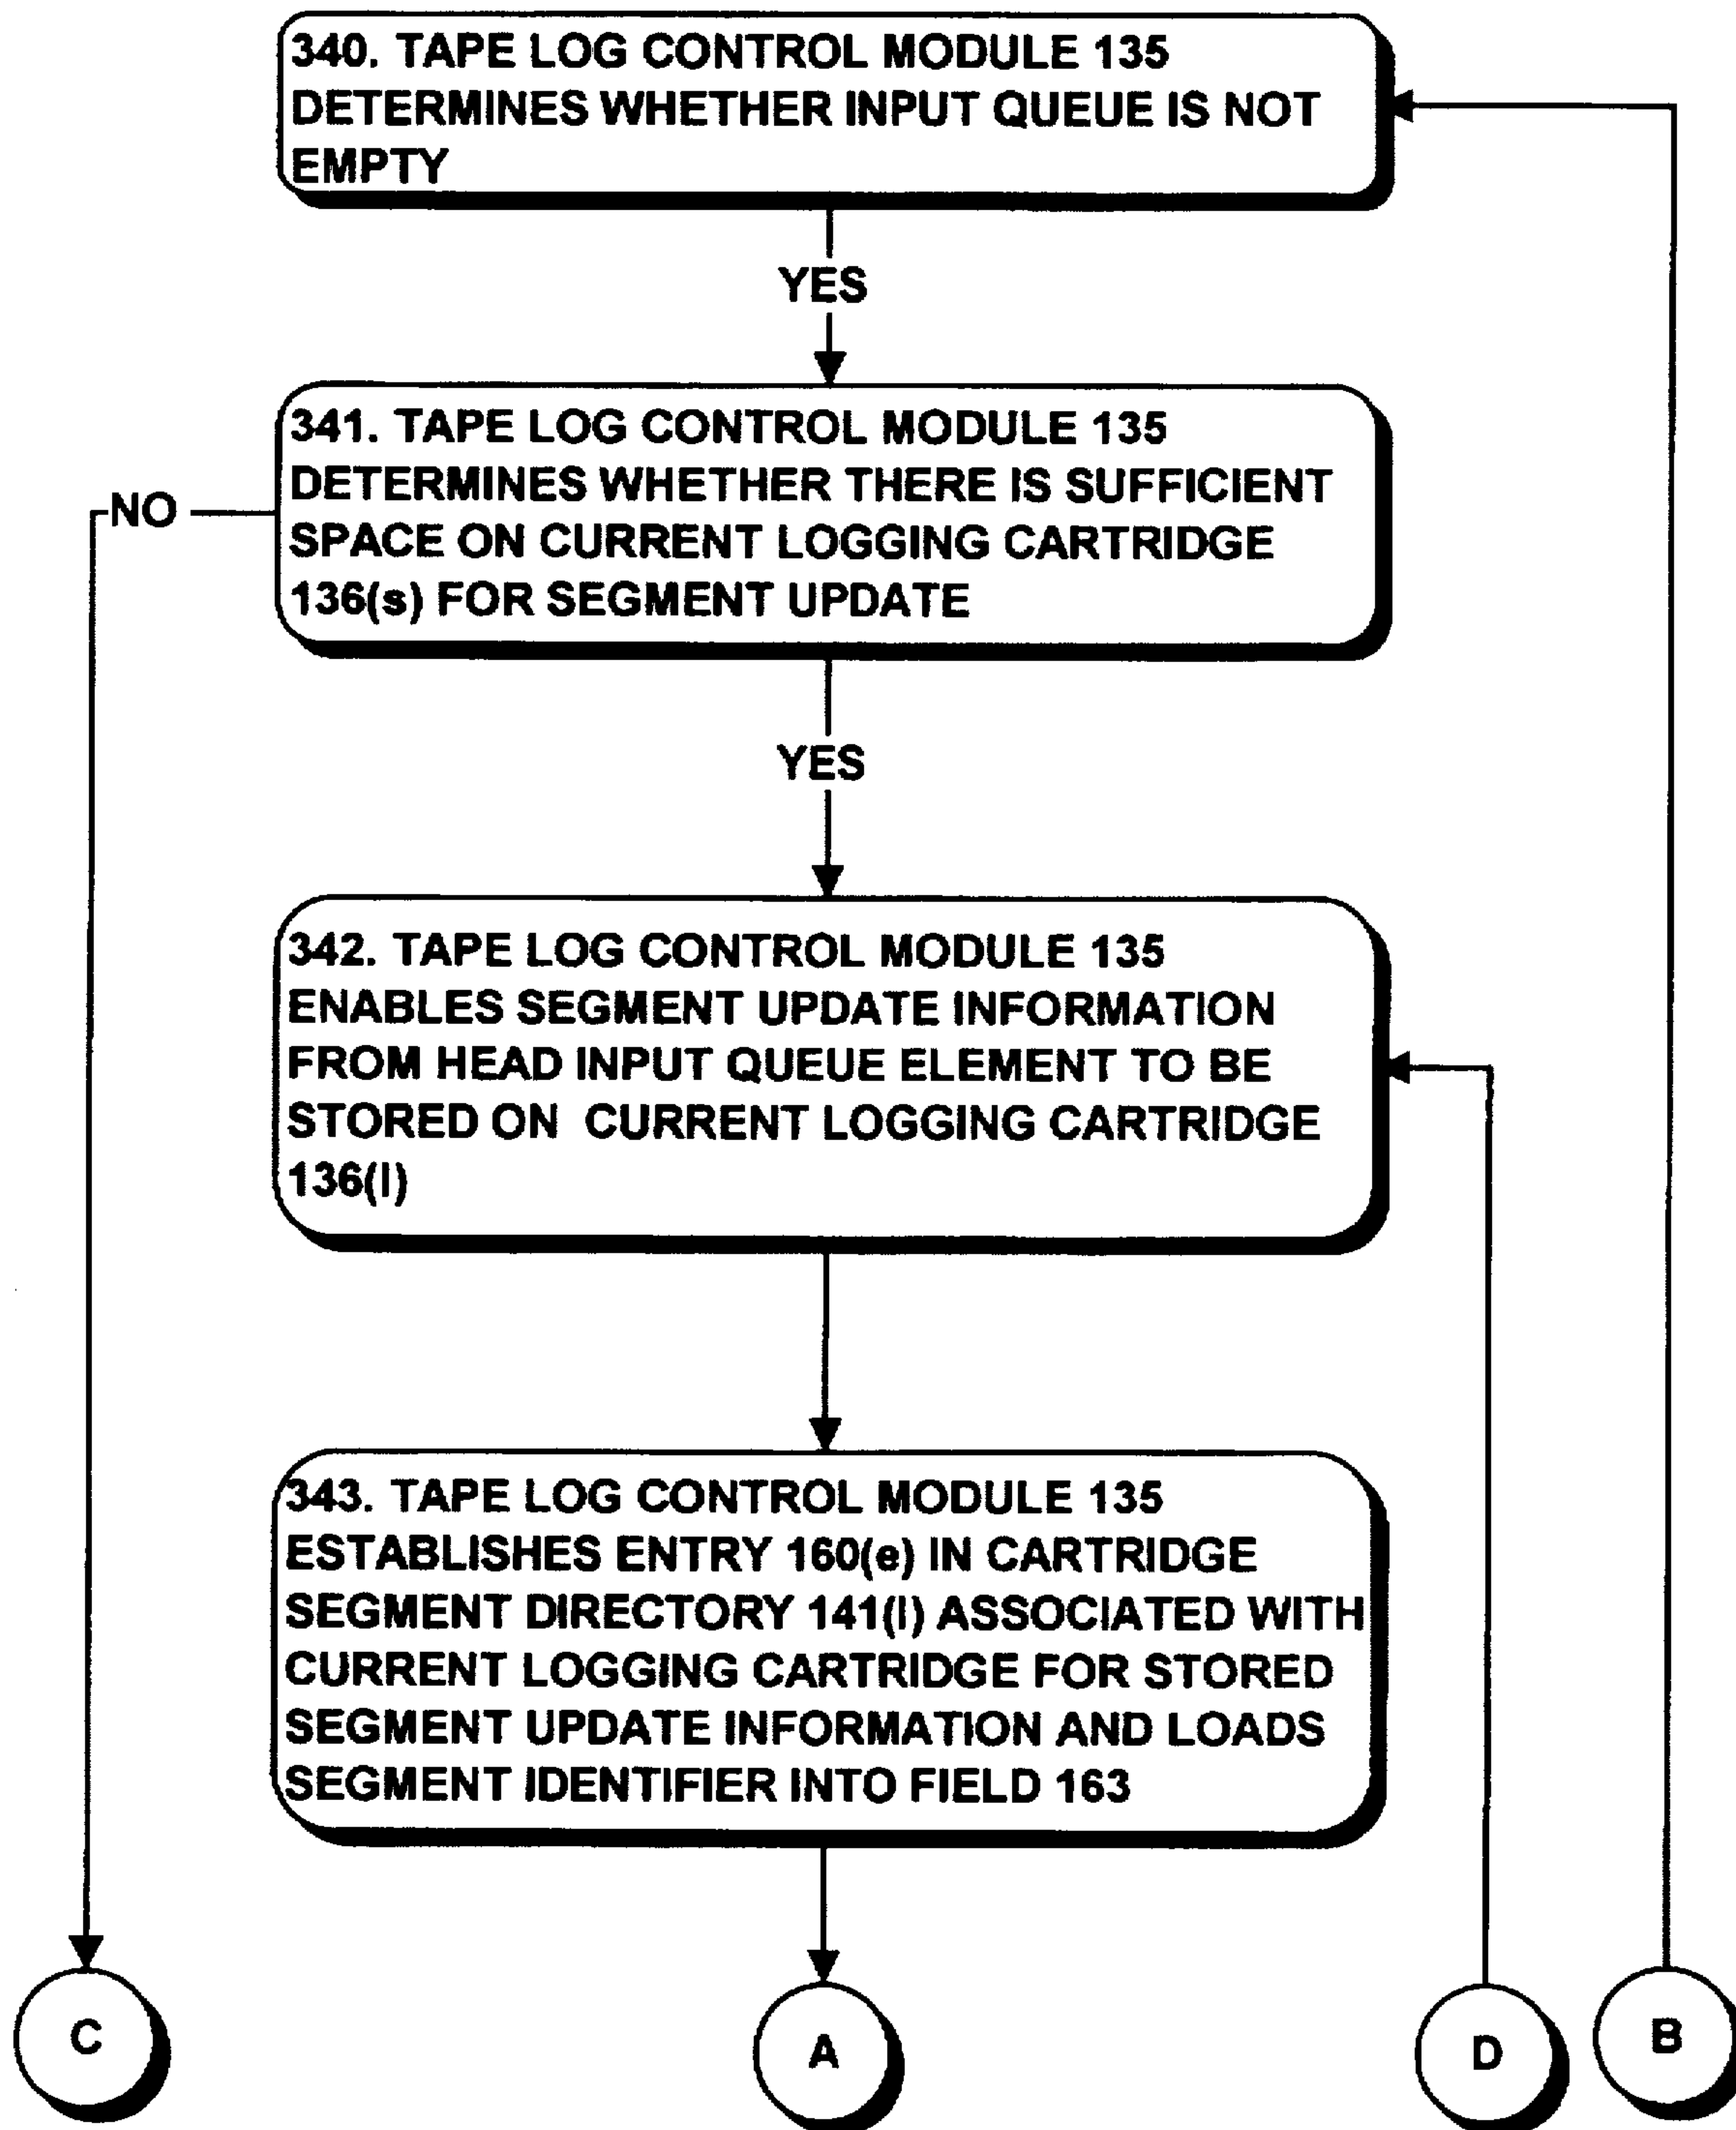 340. TAPE LOG CONTROL MODULE 135
DETERMINES WHETHER INPUT QUEUE IS NOT
EMPTY
YES
341. TAPE LOG CONTROL MODULE 135
DETERMINES WHETHER THERE IS SUFFICIENT
SPACE ON CURRENT LOGGING CARTRIDGE
136(s) FOR SEGMENT UPDATE
NO
YES
342. TAPE LOG CONTROL MODULE 135
ENABLES SEGMENT UPDATE INFORMATION
FROM HEAD INPUT QUEUE ELEMENT TO BE
STORED ON CURRENT LOGGING CARTRIDGE
136(l)
343. TAPE LOG CONTROL MODULE 135
ESTABLISHES ENTRY 160(e) IN CARTRIDGE
SEGMENT DIRECTORY 141(l) ASSOCIATED WITH
CURRENT LOGGING CARTRIDGE FOR STORED
SEGMENT UPDATE INFORMATION AND LOADS
SEGMENT IDENTIFIER INTO FIELD 163
C
A
D
B